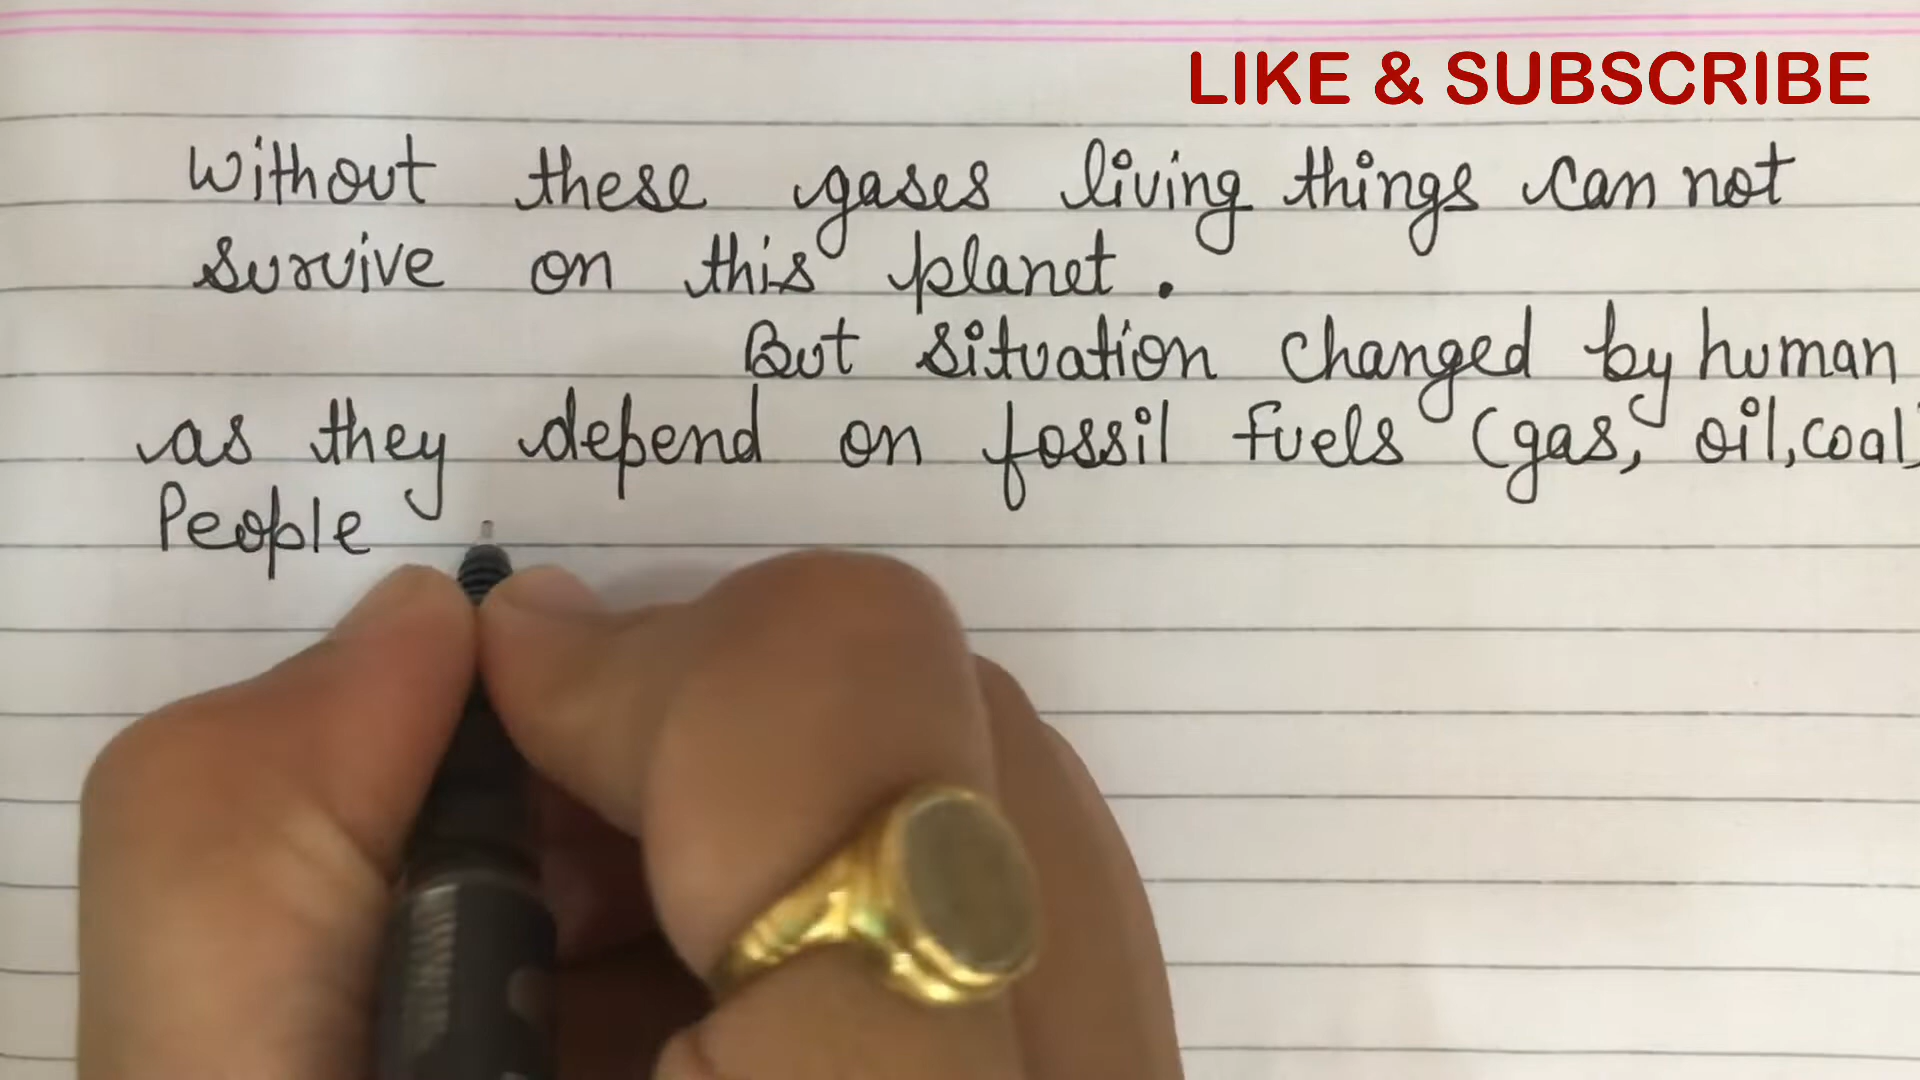 LIKE & SUBSCRIBE
Without these gases living things can not
survive on this planet.
But situation changed by human
as they depend on fossil fuels (gas, oil, coal)
People